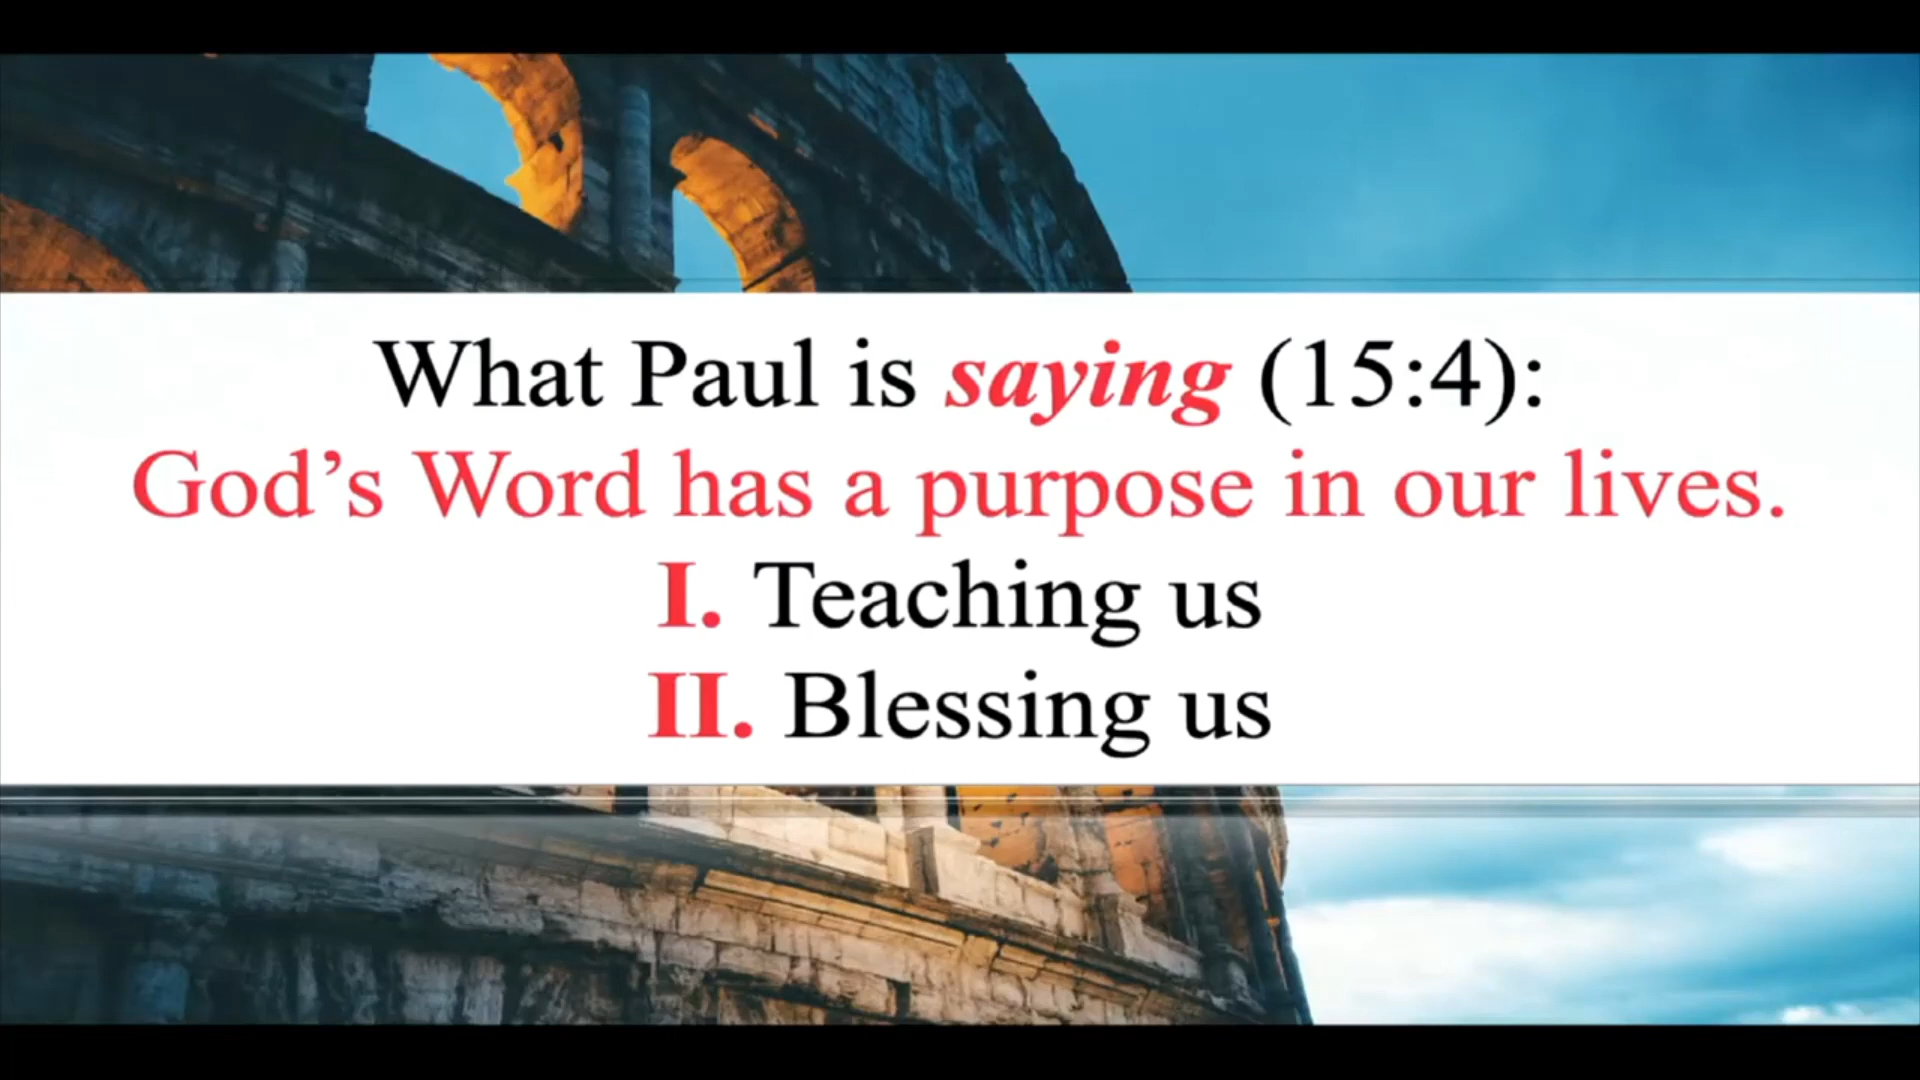 What Paul is saying (15:4):
God’s Word has a purpose in our lives.
I. Teaching us
II. Blessing us